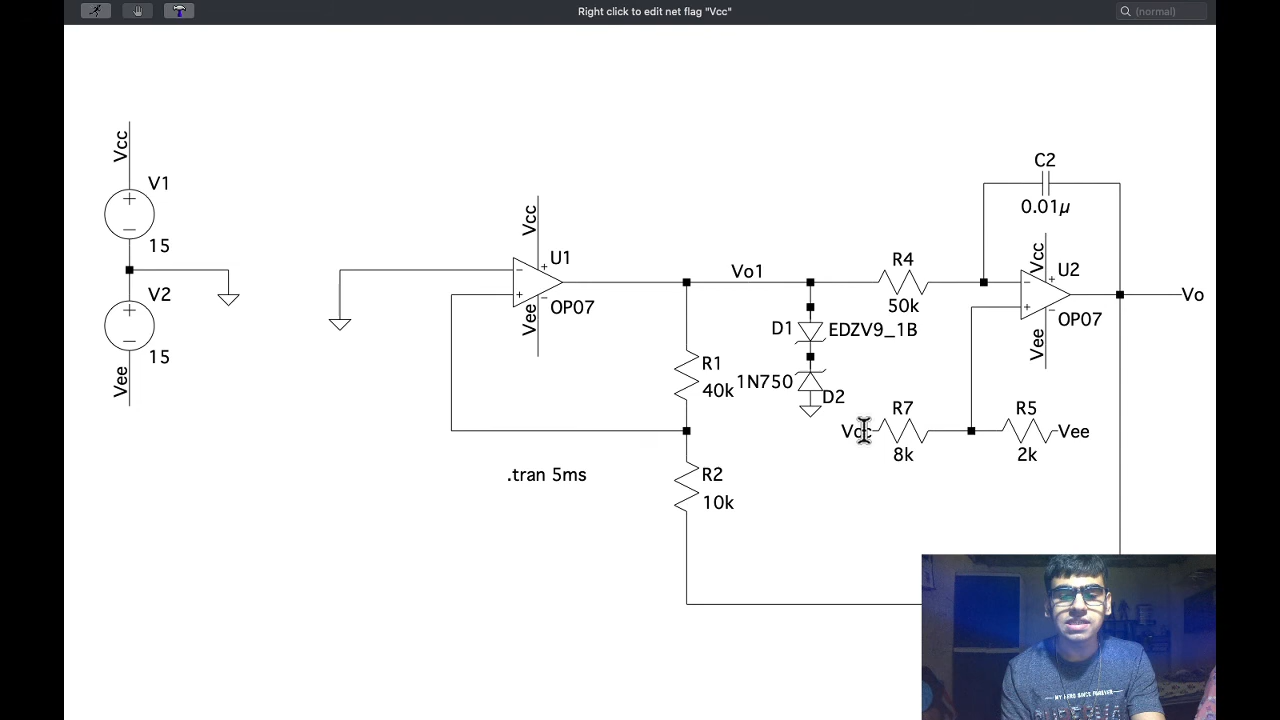 Right click to edit net flag "Vcc"
(normal)
Vcc
V1
15
V2
15
Vee
Vcc
U1
OP07
Vee
Vo1
R1
40k
R2
10k
.tran 5ms
D1
EDZV9_1B
1N750
D2
R4
50k
C2
0.01µ
Vcc
U2
OP07
Vee
Vo
Vcc
R7
8k
R5
2k
Vee